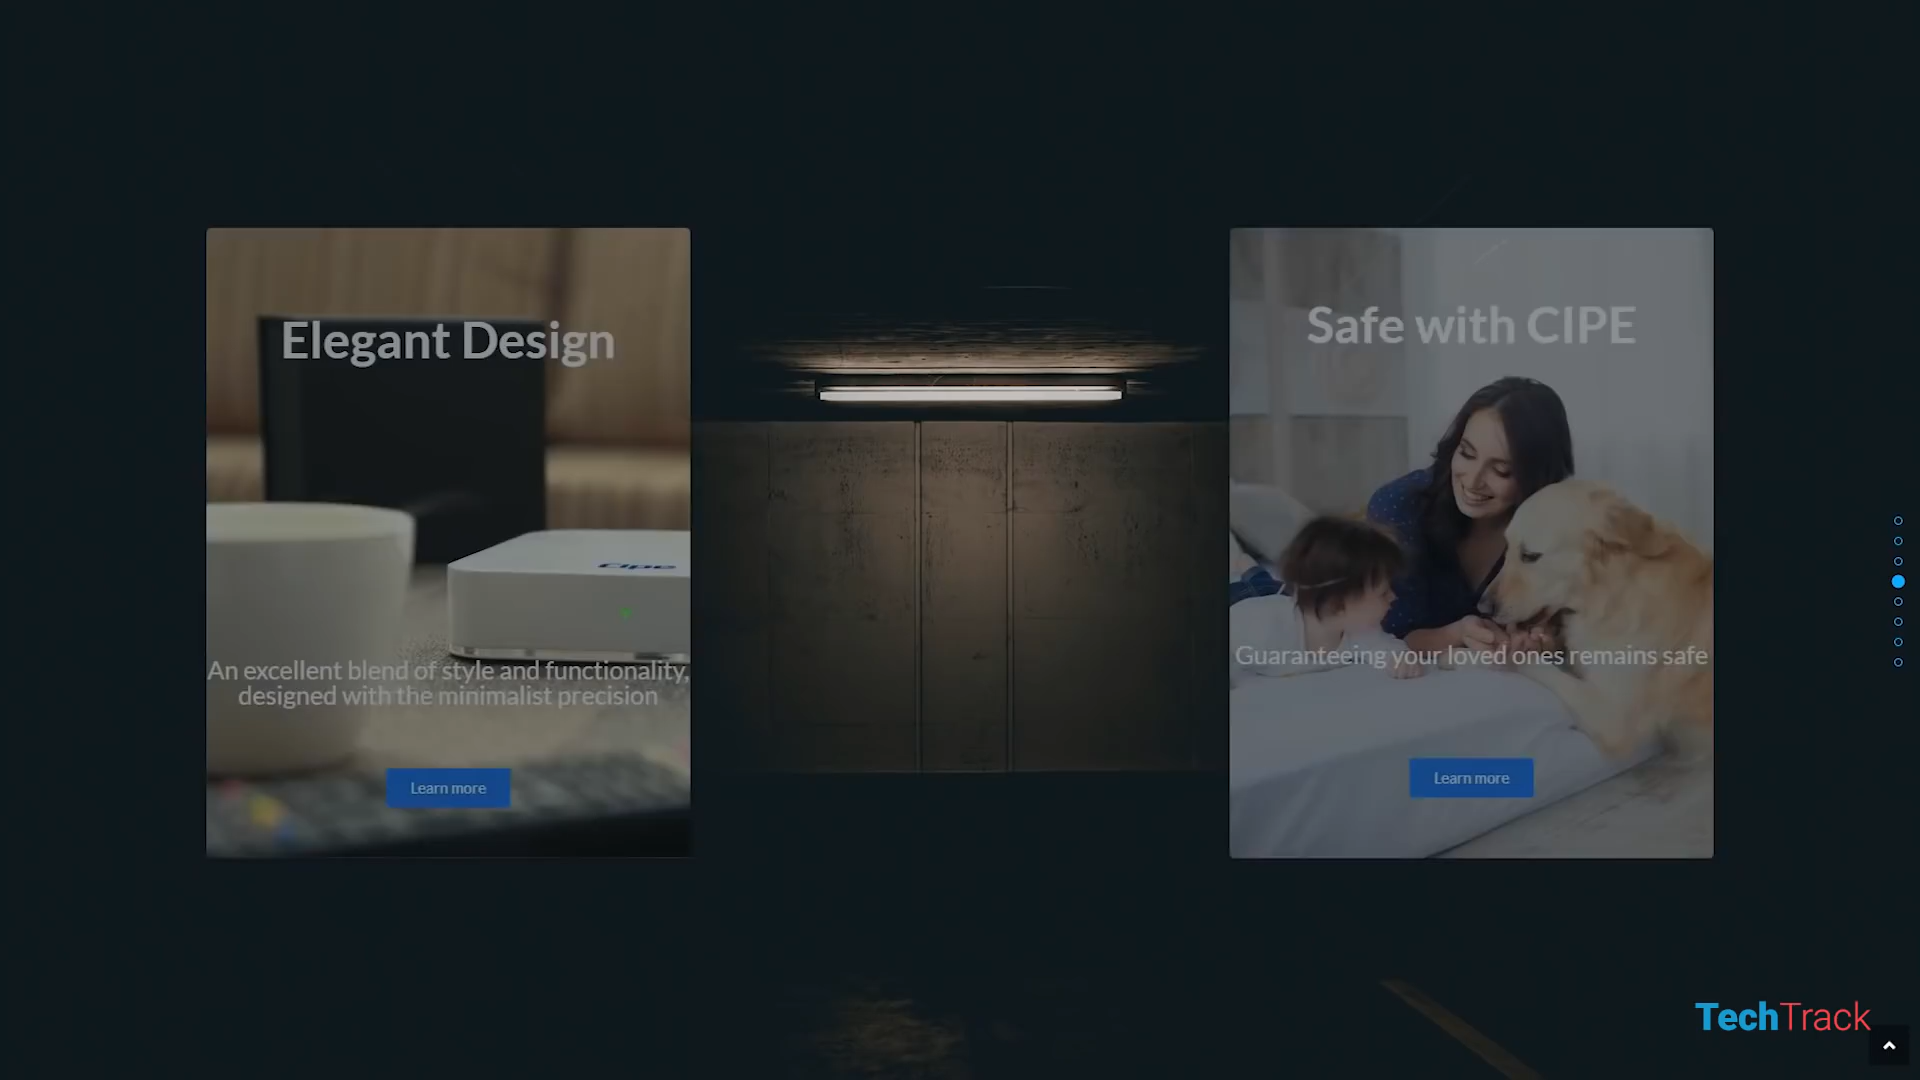 Elegant Design
Cipe
An excellent blend of style and functionality,
designed with the minimalist precision
Learn more
Safe with CIPE
Guaranteeing your loved ones remains safe
Learn more
TechTrack